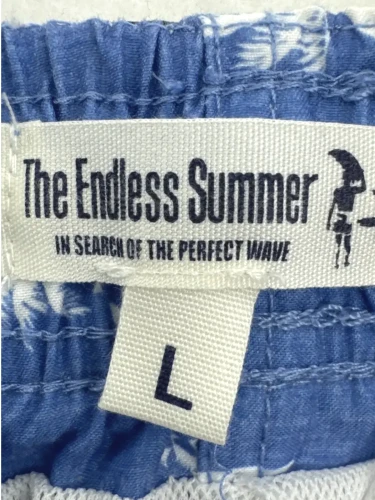 The Endless Summer
IN SEARCH OF THE PERFECT WAVE
L